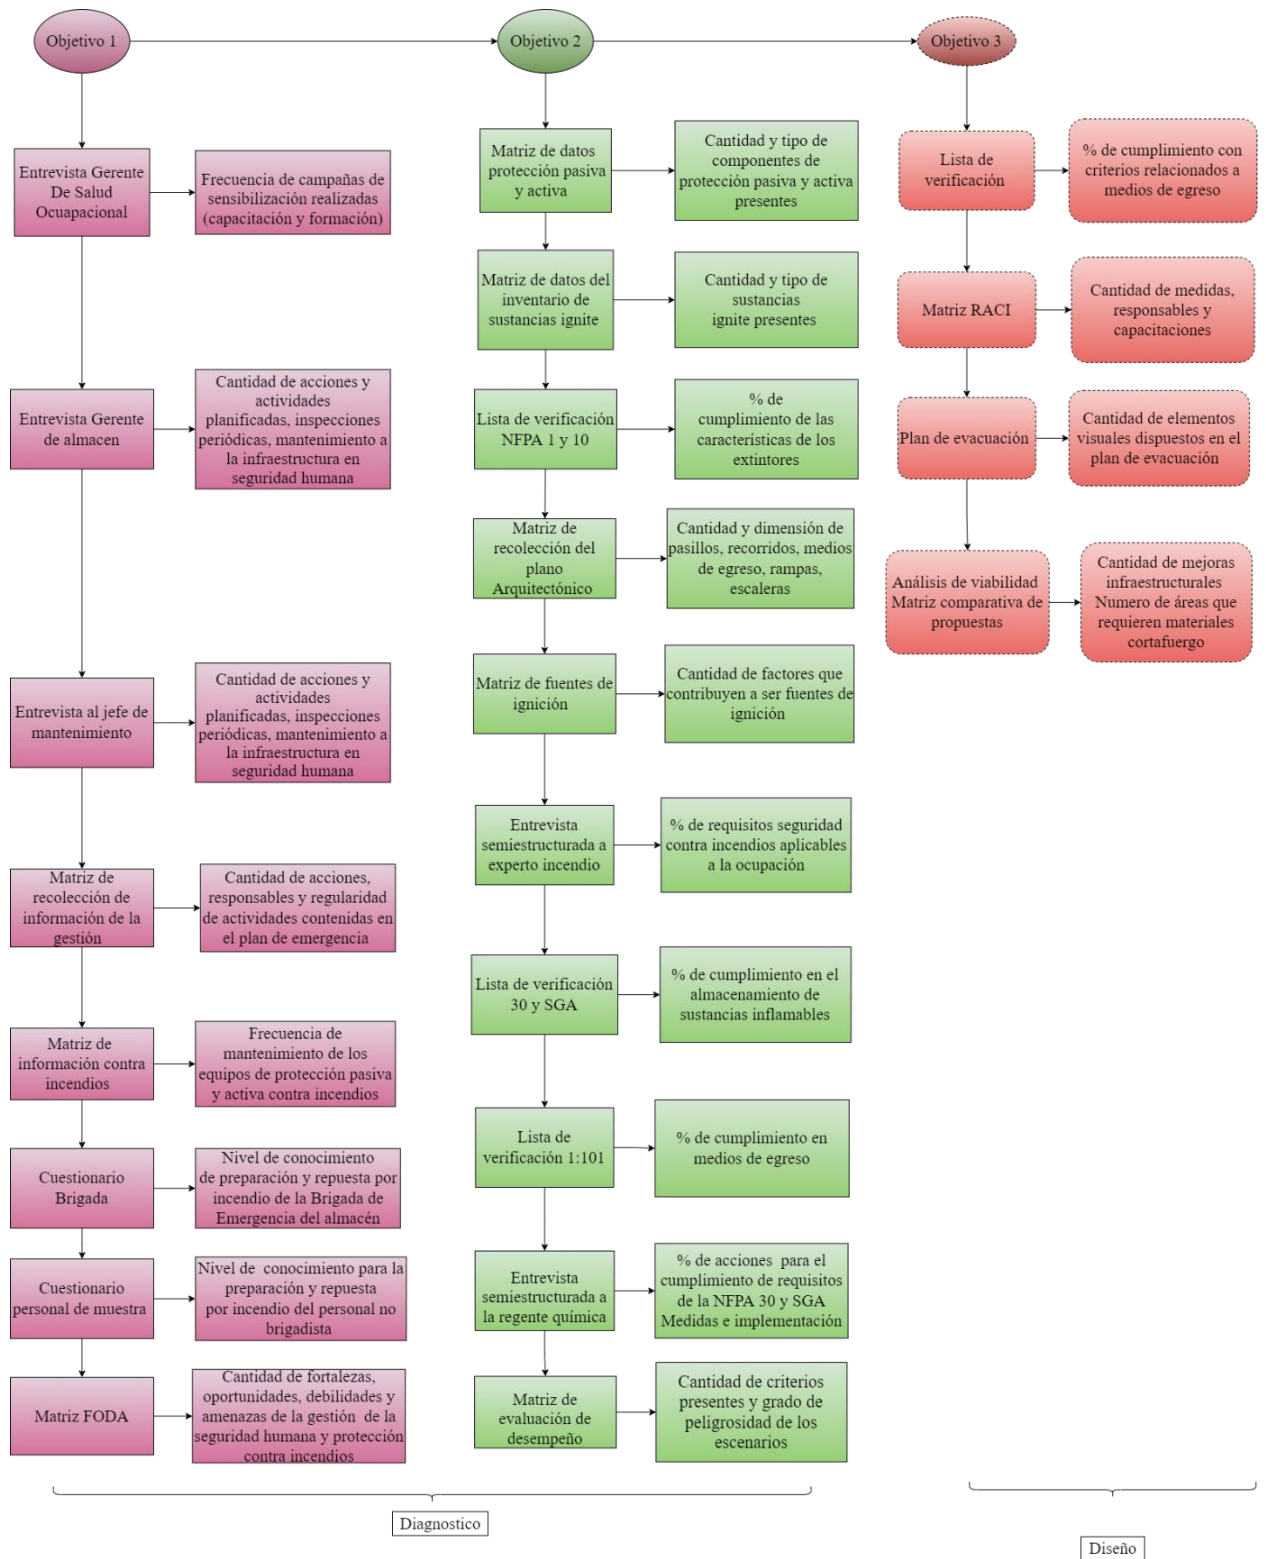 Objetivo 1
Objetivo 2
Objetivo 3
Entrevista Gerente
De Salud
Ocuapacional
Frecuencia de campañas de
sensibilización realizadas
(capacitación y formación)
Entrevista Gerente
de almacen
Cantidad de acciones y
actividades
planificadas, inspecciones
periódicas, mantenimiento a
la infraestructura en
seguridad humana
Entrevista al jefe de
mantenimiento
Cantidad de acciones y
actividades
planificadas, inspecciones
periódicas, mantenimiento a
la infraestructura en
seguridad humana
Matriz de
recolección de
información de la
gestión
Cantidad de acciones,
responsables y regularidad
de actividades contenidas en
el plan de emergencia
Matriz de
información contra
incendios
Frecuencia de
mantenimiento de los
equipos de protección pasiva
y activa contra incendios
Cuestionario
Brigada
Nivel de conocimiento
de preparación y repuesta por
incendio de la Brigada de
Emergencia del almacén
Cuestionario
personal de muestra
Nivel de conocimiento para la
preparación y repuesta
por incendio del personal no
brigadista
Matriz FODA
Cantidad de fortalezas,
oportunidades, debilidades y
amenazas de la gestión de la
seguridad humana y protección
contra incendios
Matriz de datos
protección pasiva
y activa
Cantidad y tipo de
componentes de
protección pasiva y activa
presentes
Matriz de datos del
inventario de
sustancias ignite
Cantidad y tipo de
sustancias
ignite presentes
Lista de verificación
NFPA 1 y 10
% de
cumplimiento de las
características de los
extintores
Matriz de
recolección del
plano
Arquitectónico
Cantidad y dimensión de
pasillos, recorridos, medios
de egreso, rampas,
escaleras
Matriz de fuentes de
ignición
Cantidad de factores que
contribuyen a ser fuentes de
ignición
Entrevista
semiestructurada a
experto incendio
% de requisitos seguridad
contra incendios aplicables
a la ocupación
Lista de verificación
30 y SGA
% de cumplimiento en el
almacenamiento de
sustancias inflamables
Lista de
verificación 1:101
% de cumplimiento en
medios de egreso
Entrevista
semiestructurada a
la regente química
% de acciones para el
cumplimiento de requisitos
de la NFPA 30 y SGA
Medidas e implementación
Matriz de
evaluación de
desempeño
Cantidad de criterios
presentes y grado de
peligrosidad de los
escenarios
Lista de
verificación
% de cumplimiento con
criterios relacionados a
medios de egreso
Matriz RACI
Cantidad de medidas,
responsables y
capacitaciones
Plan de evacuación
Cantidad de elementos
visuales dispuestos en el
plan de evacuación
Análisis de viabilidad
Matriz comparativa de
propuestas
Cantidad de mejoras
infraestructurales
Numero de áreas que
requieren materiales
cortafuergo
Diagnostico
Diseño